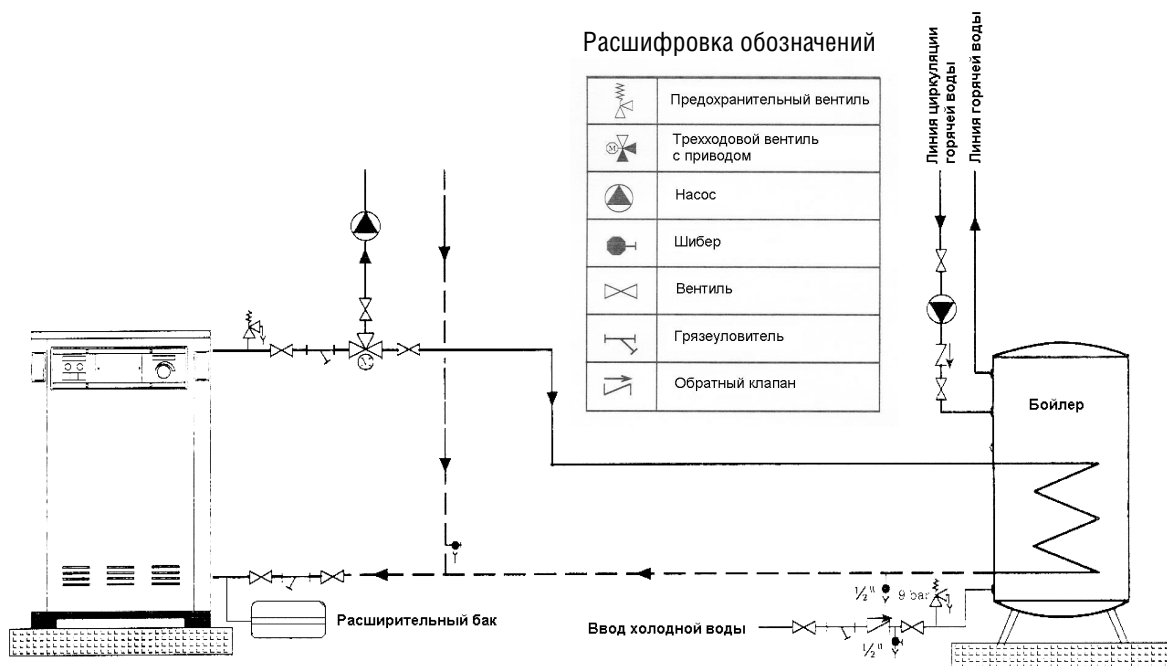 Расшифровка обозначений
Предохранительный вентиль
Трехходовой вентиль
с приводом
M
Насос
Шибер
Вентиль
Грязеуловитель
Обратный клапан
Линия циркуляции
горячей воды
Линия горячей воды
Бойлер
Расширительный бак
½" 9 bar
Ввод холодной воды
½"